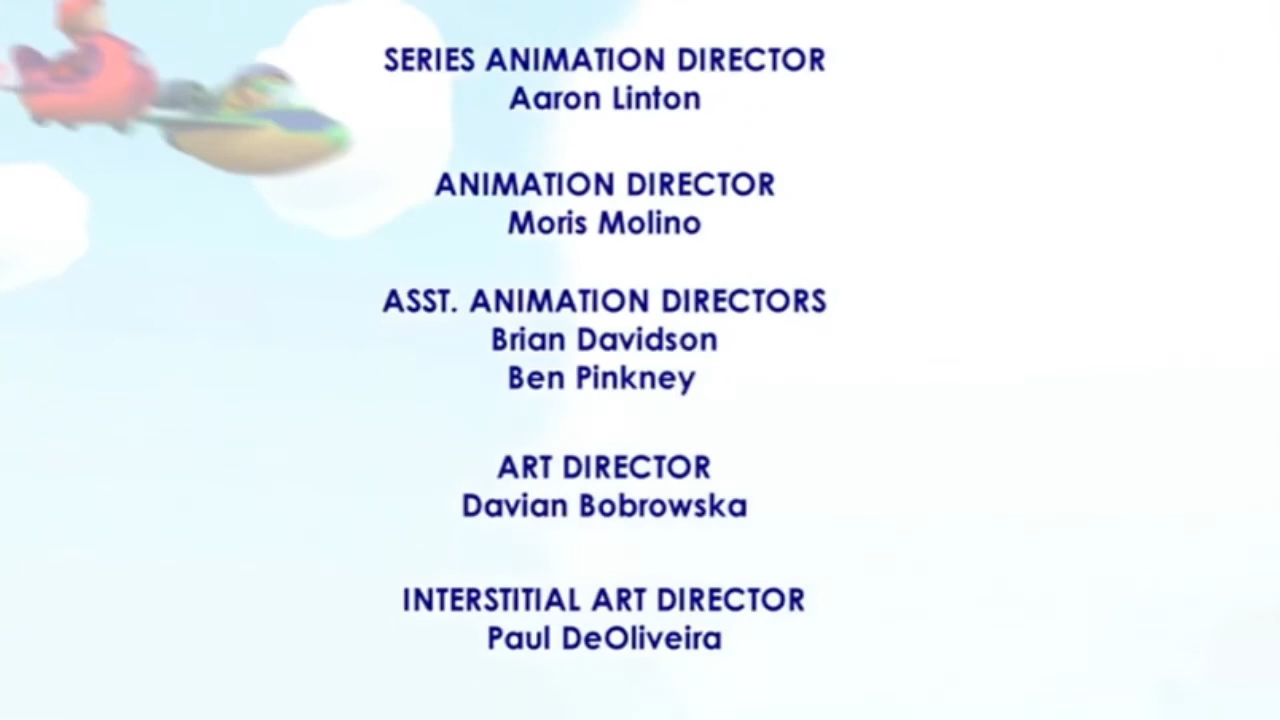 SERIES ANIMATION DIRECTOR
Aaron Linton
ANIMATION DIRECTOR
Moris Molino
ASST. ANIMATION DIRECTORS
Brian Davidson
Ben Pinkney
ART DIRECTOR
Davian Bobrowska
INTERSTITIAL ART DIRECTOR
Paul DeOliveira